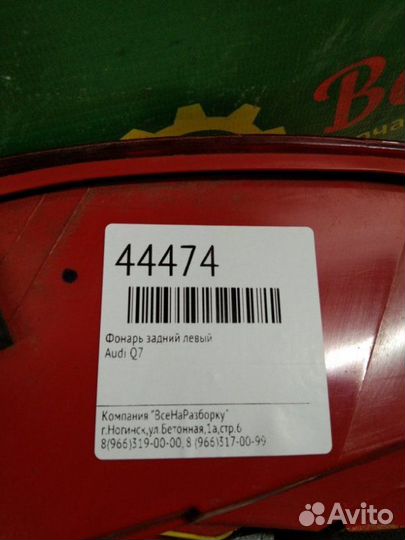 Все
44474
Фонарь задний левый
Audi Q7
Компания "ВсеНаРазборку"
г.Ногинск,ул.Бетонная,1а,стр.6
8(966)319-00-00, 8 (966)317-00-99
Avito